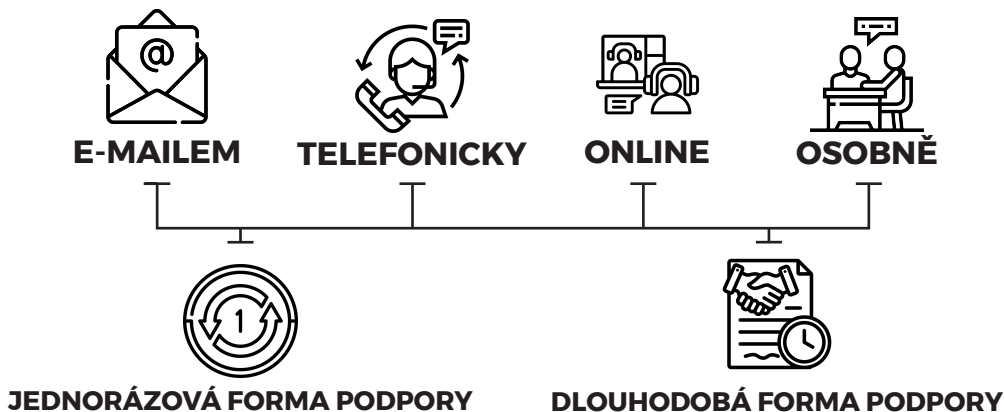 @
E-MAILEM
TELEFONICKY
ONLINE
OSOBNĚ
1
JEDNORÁZOVÁ FORMA PODPORY
DLOUHODOBÁ FORMA PODPORY